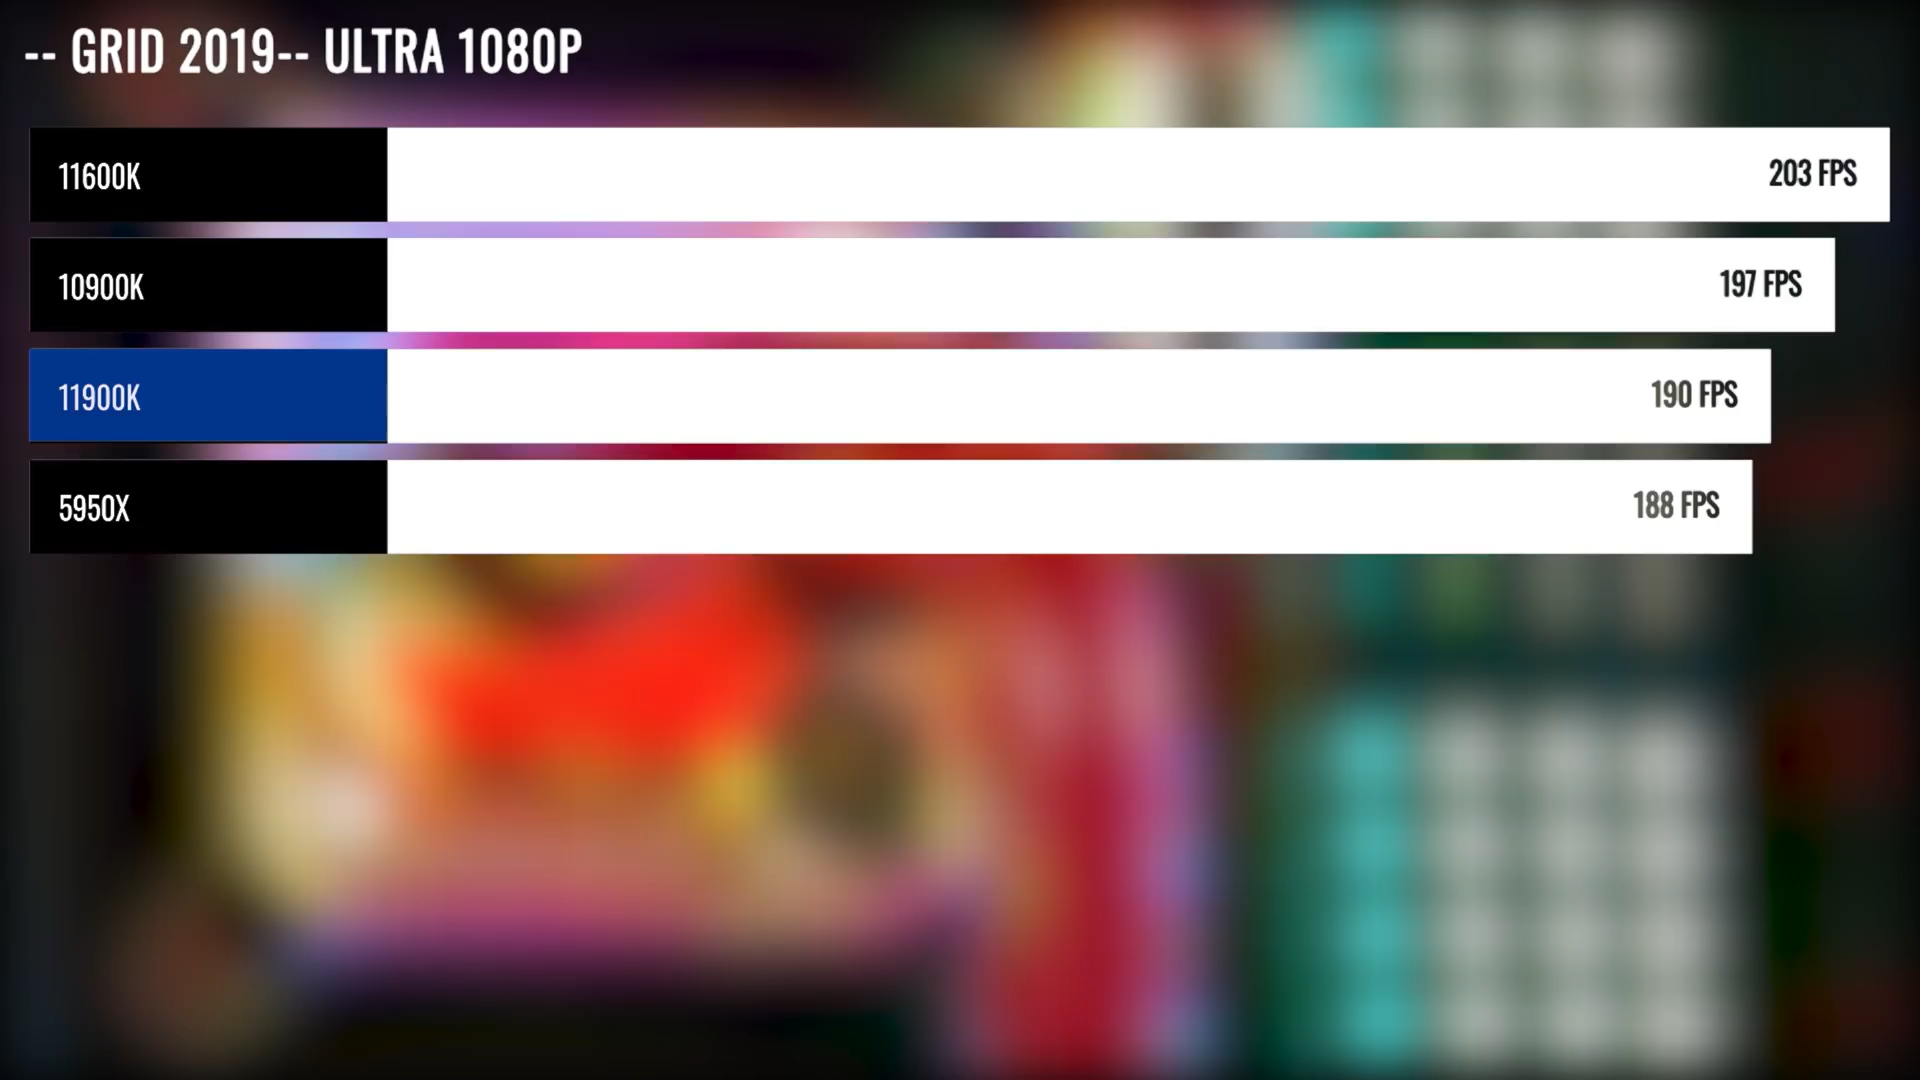 -- GRID 2019-- ULTRA 1080P
11600K 203 FPS
10900K 197 FPS
11900K 190 FPS
5950X 188 FPS